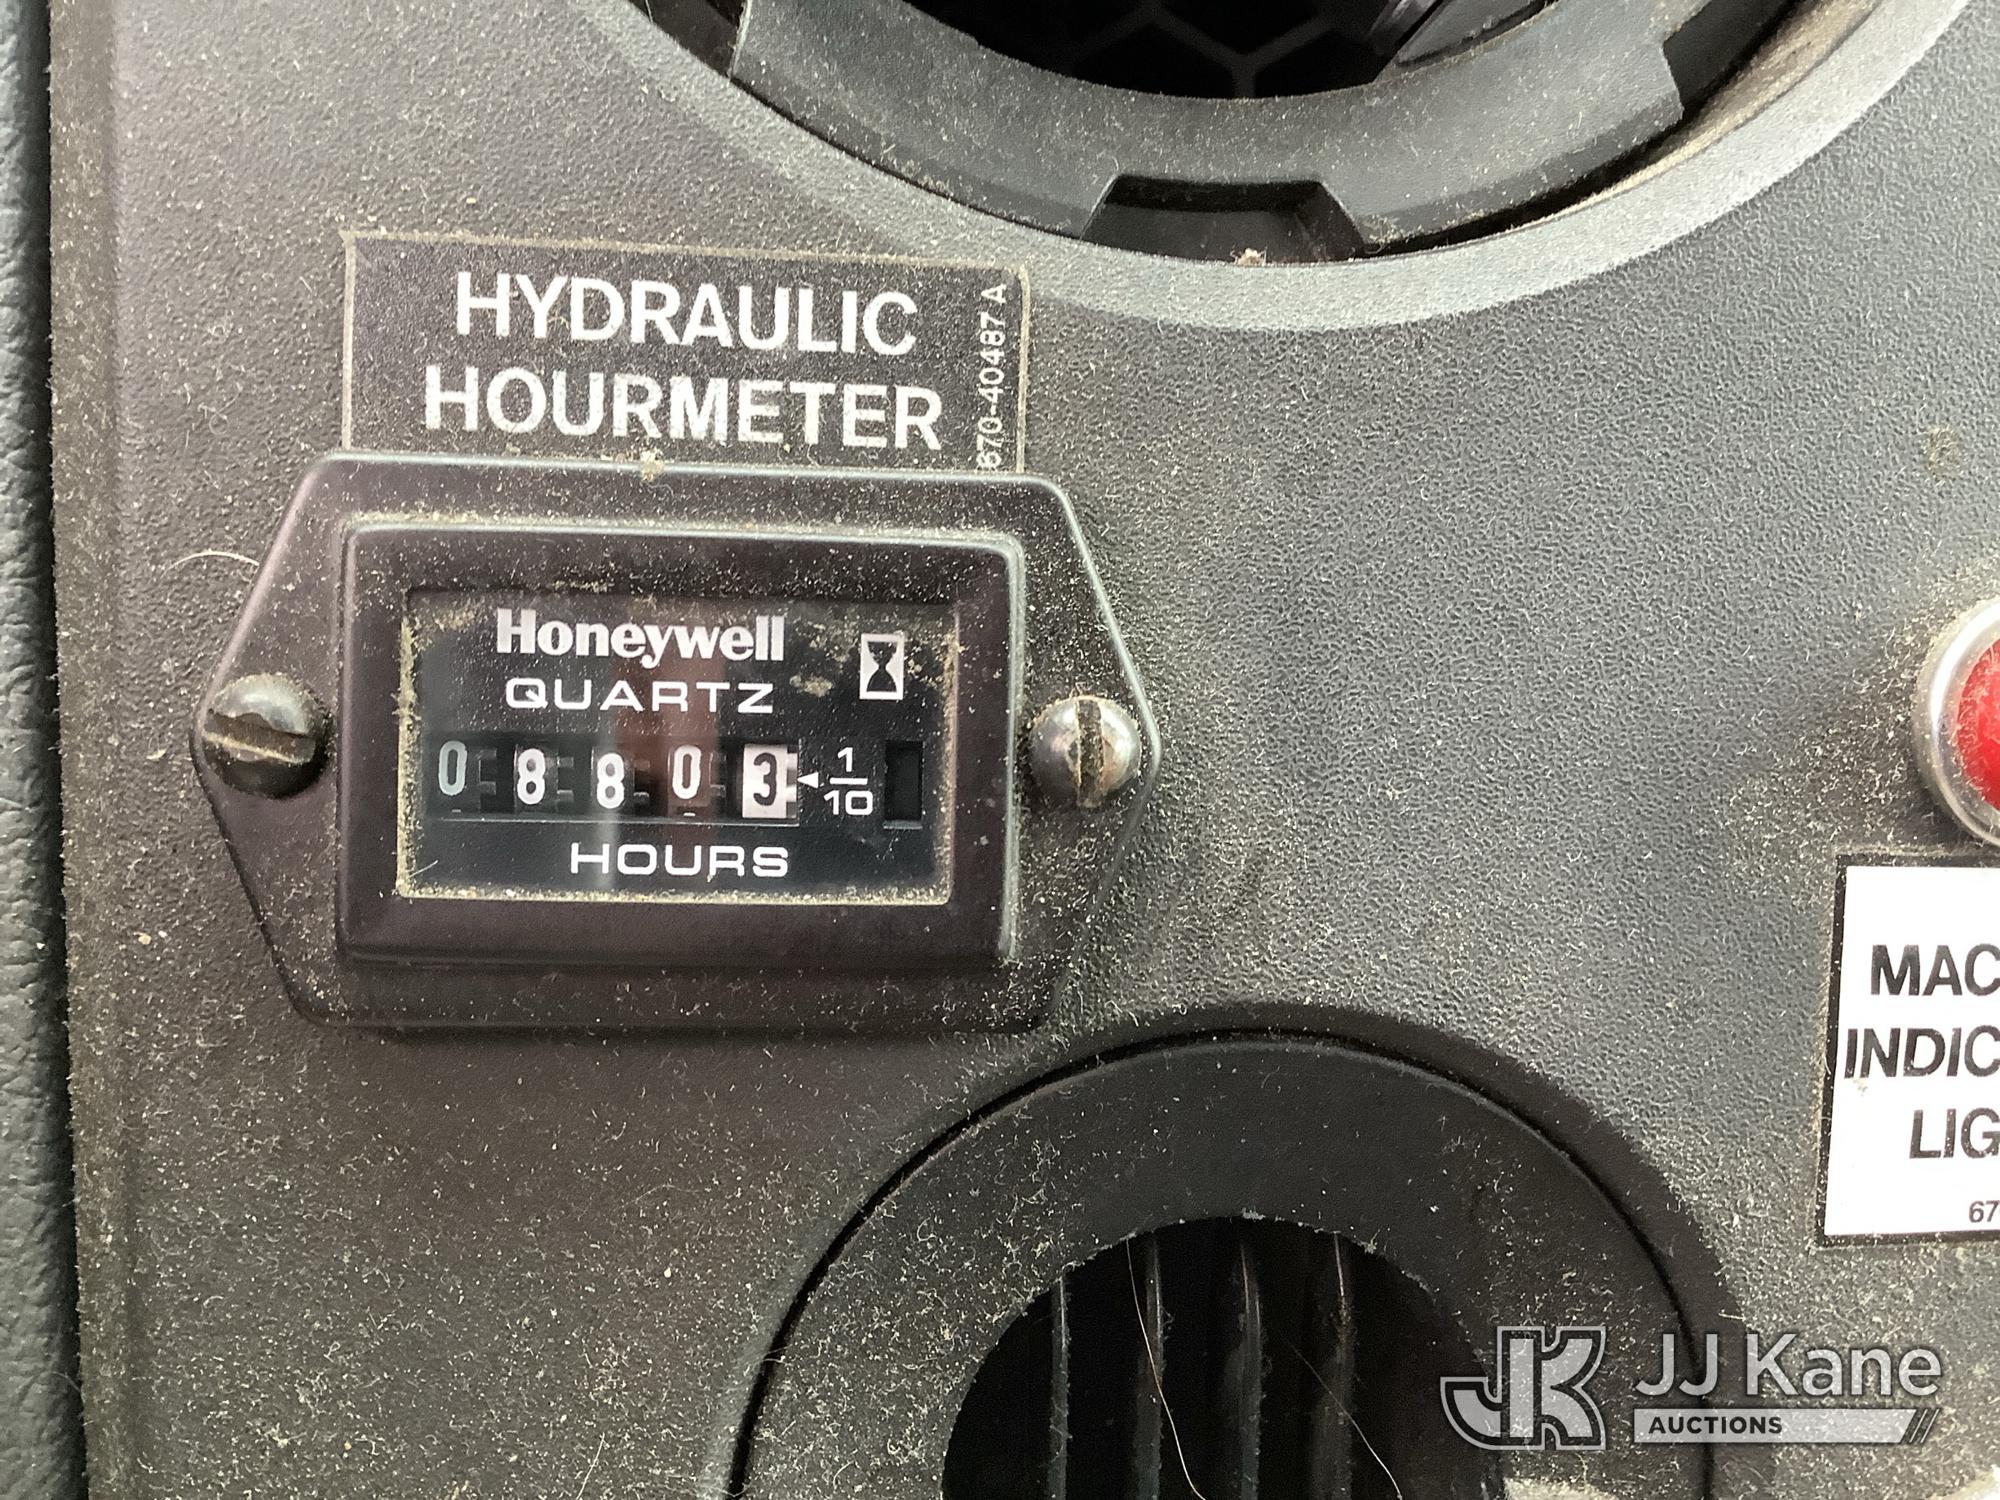 HYDRAULIC
HOURMETER
670-40487 A
Honeywell
QUARTZ
0 8 8 0 3 1/10
HOURS
MAC
INDIC
LIG
67
JK JJ Kane
AUCTIONS